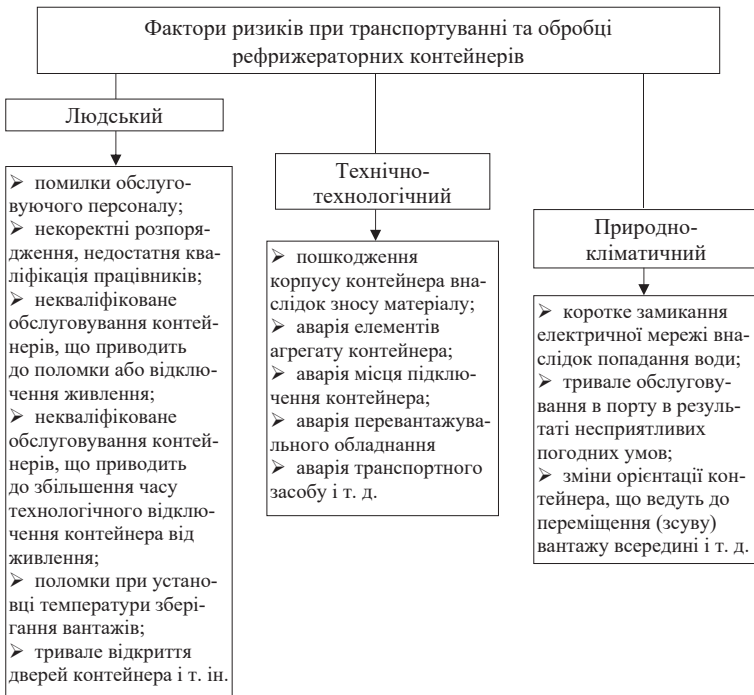 Фактори ризиків при транспортуванні та обробці
рефрижераторних контейнерів
Людський
➢ помилки обслуго-
вуючого персоналу;
➢ некоректні розпоря-
дження, недостатня ква-
ліфікація працівників;
➢ некваліфіковане
обслуговування контей-
нерів, що приводить
до поломки або відклю-
чення живлення;
➢ некваліфіковане
обслуговування контей-
нерів, що приводить
до збільшення часу
технологічного відклю-
чення контейнера від
живлення;
➢ поломки при устано-
вці температури збері-
гання вантажів;
➢ тривале відкриття
дверей контейнера і т. ін.
Технічно-
технологічний
➢ пошкодження
корпусу контейнера вна-
слідок зносу матеріалу;
➢ аварія елементів
агрегату контейнера;
➢ аварія місця підклю-
чення контейнера;
➢ аварія перевантажува-
льного обладнання
➢ аварія транспортного
засобу і т. д.
Природно-
кліматичний
➢ коротке замикання
електричної мережі вна-
слідок попадання води;
➢ тривале обслугову-
вання в порту в резуль-
таті несприятливих
погодних умов;
➢ зміни орієнтації кон-
тейнера, що ведуть до
переміщення (зсуву)
вантажу всередині і т. д.